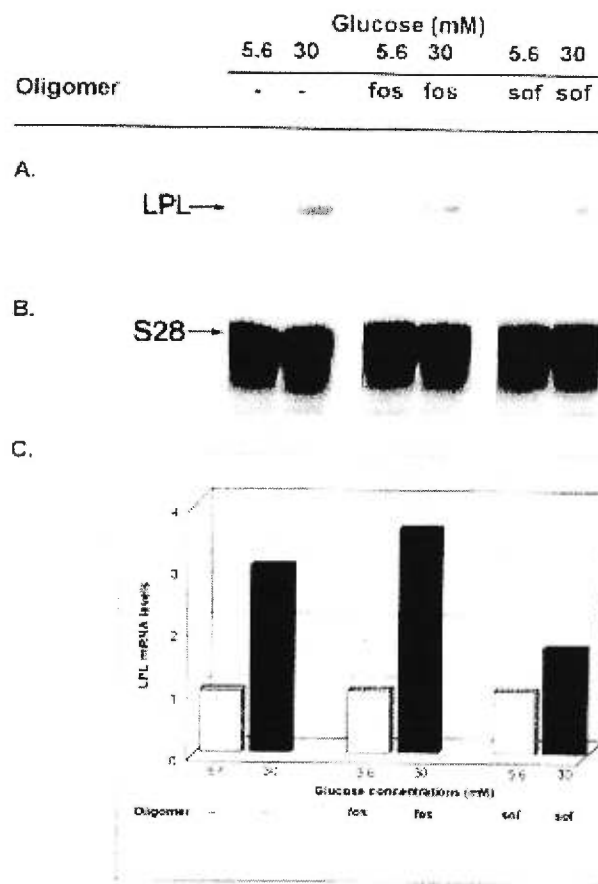 Glucose (mM)
5.6 30 5.6 30 5.6 30
Oligomer - - fos fos sof sof
A.
LPL
B.
S28
C.
4
3
2
1
0
LPL mRNA levels
30 5.6 30 5.6 30
Glucose concentrations (mM)
Oligomer - fos fos sof sof